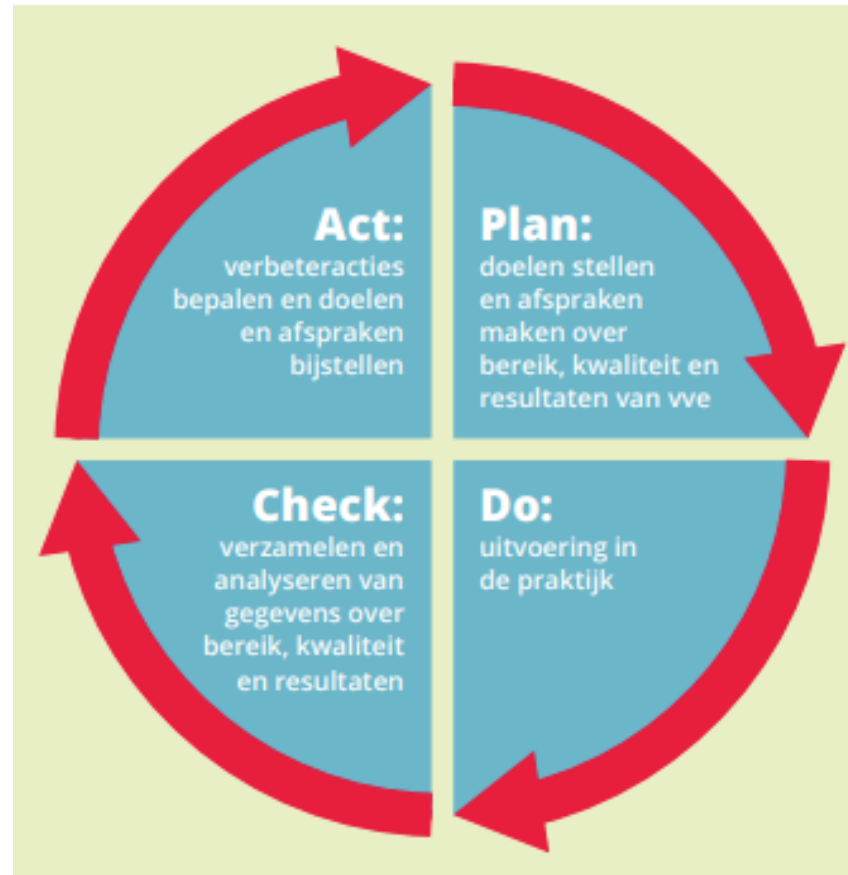 Plan:
doelen stellen
en afspraken
maken over
bereik, kwaliteit en
resultaten van vve
Do:
uitvoering in
de praktijk
Check:
verzamelen en
analyseren van
gegevens over
bereik, kwaliteit
en resultaten
Act:
verbeteracties
bepalen en doelen
en afspraken
bijstellen